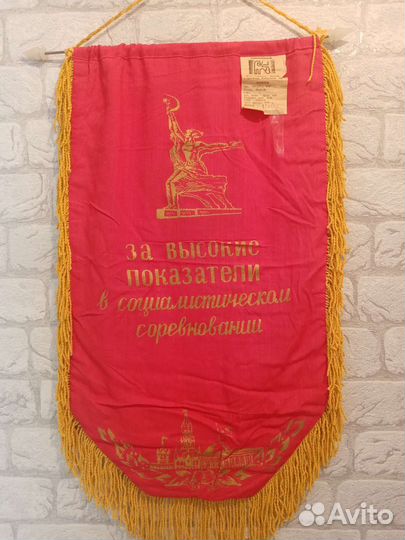 за высокие
показатели
в социалистическом
соревновании
Avito